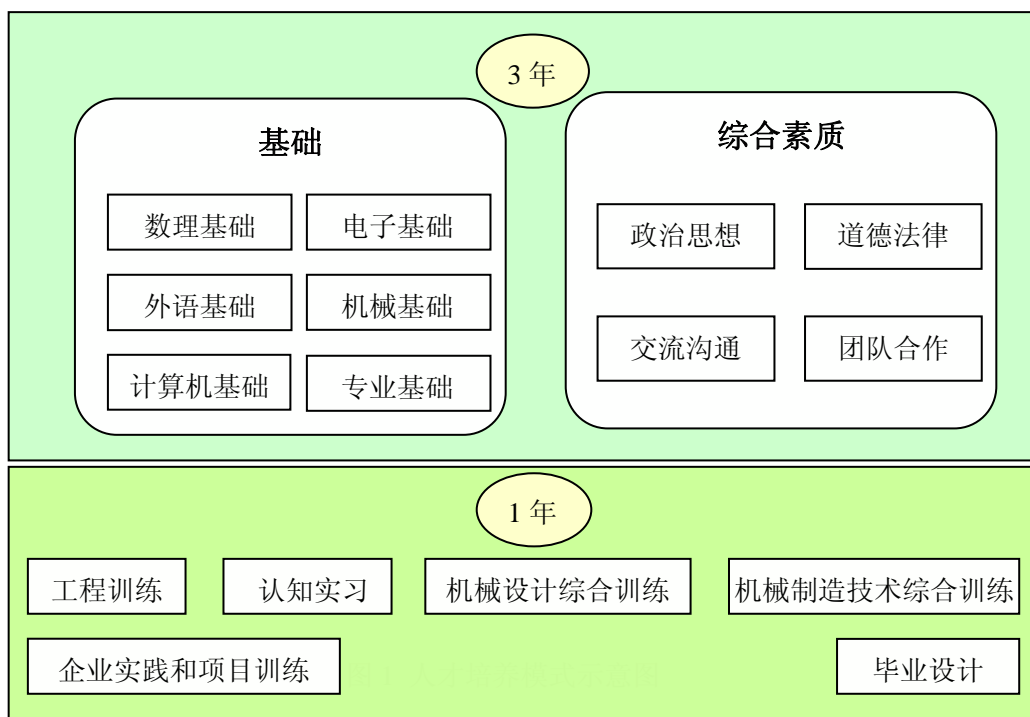 3 年
基础
综合素质
数理基础
电子基础
外语基础
机械基础
计算机基础
专业基础
政治思想
道德法律
交流沟通
团队合作
1 年
工程训练
认知实习
机械设计综合训练
机械制造技术综合训练
企业实践和项目训练
毕业设计